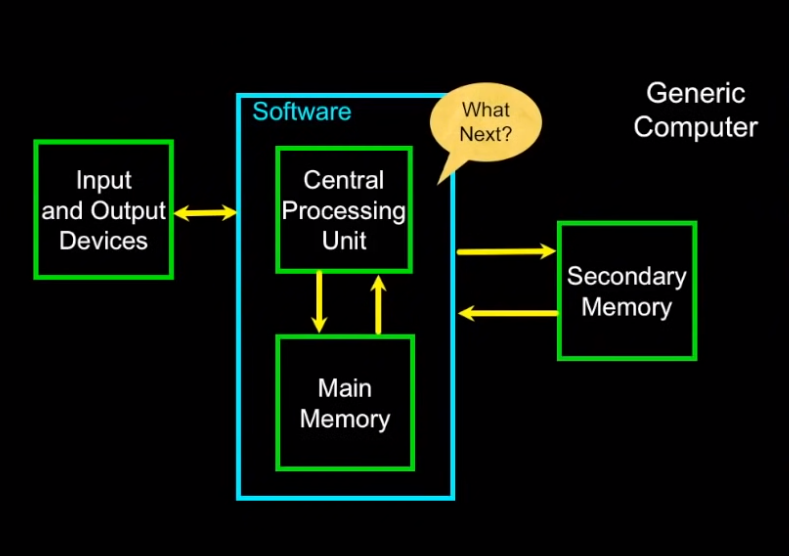 Generic
Computer
Software
What
Next?
Input
and Output
Devices
Central
Processing
Unit
Secondary
Memory
Main
Memory